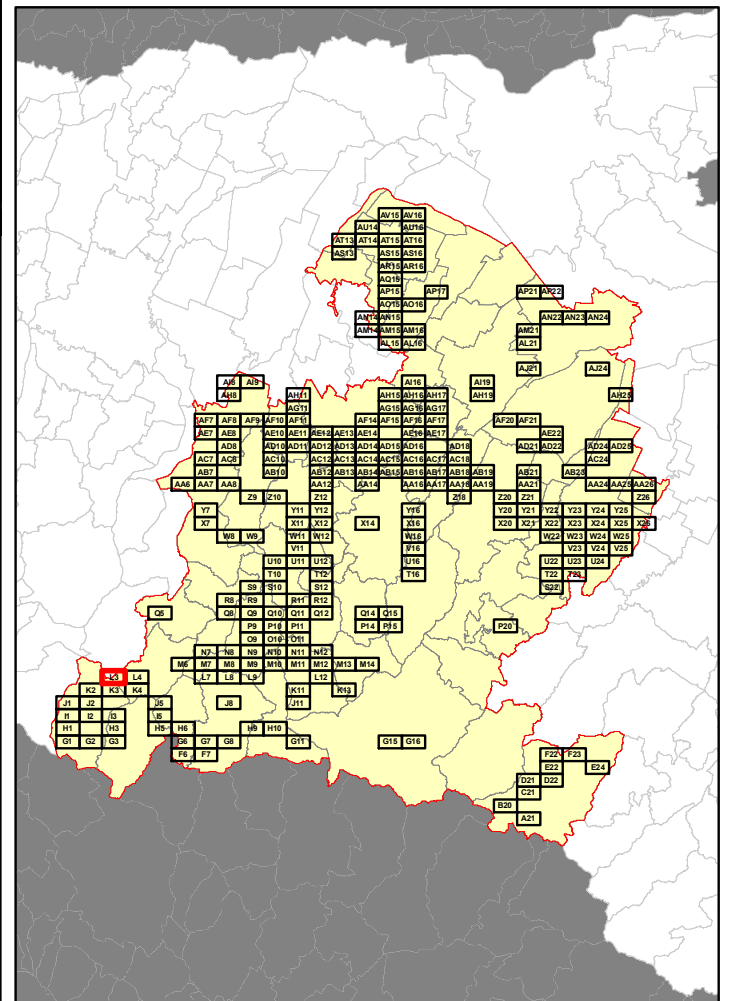 AV15 AV16
AU14 AU16
AT13 AT14 AT15 AT16
AS13 AS15 AS16
AR15 AR16
AQ15
AP15 AP17 AP21 AP22
AO15 AO16
AN14 AN15 AN22 AN23 AN24
AM14 AM15 AM16 AM21
AL15 AL16 AL21
AJ21 AJ24
AI8 AI9 AI16 AI19
AH8 AH11 AH15 AH16 AH17 AH19 AH25
AG11 AG15 AG16 AG17
AF7 AF8 AF9 AF10 AF11 AF14 AF15 AF16 AF17 AF20 AF21
AE7 AE8 AE10 AE11 AE12 AE13 AE14 AE16 AE17 AE22
AD8 AD10 AD11 AD12 AD13 AD14 AD15 AD16 AD18 AD21 AD22 AD24 AD25
AC7 AC8 AC10 AC12 AC13 AC14 AC15 AC16 AC17 AC18 AC24
AB7 AB10 AB12 AB13 AB14 AB15 AB16 AB17 AB18 AB19 AB21 AB23
AA6 AA7 AA8 AA12 AA14 AA16 AA17 AA18 AA19 AA21 AA24 AA25 AA26
Z9 Z10 Z12 Z18 Z20 Z21 Z26
Y7 Y11 Y12 Y16 Y20 Y21 Y22 Y23 Y24 Y25
X7 X11 X12 X14 X16 X20 X21 X22 X23 X24 X25 X26
W8 W9 W11 W12 W16 W22 W23 W24 W25
V11 V16 V23 V24 V25
U10 U11 U12 U16 U22 U23 U24
T10 T12 T16 T22 T23
S9 S10 S12 S22
R8 R9 R11 R12
Q5 Q8 Q9 Q10 Q11 Q12 Q14 Q15
P9 P10 P11 P14 P15 P20
O9 O10 O11
N7 N8 N9 N10 N11 N12
M6 M7 M8 M9 M10 M11 M12 M13 M14
L3 L4 L7 L8 L9 L12
K2 K3 K4 K11 K13
J1 J2 J5 J8 J11
I1 I2 I3 I5
H1 H3 H5 H6 H9 H10
G1 G2 G3 G6 G7 G8 G11 G15 G16
F6 F7 F22 F23
E22 E24
D21 D22
C21
B20
A21